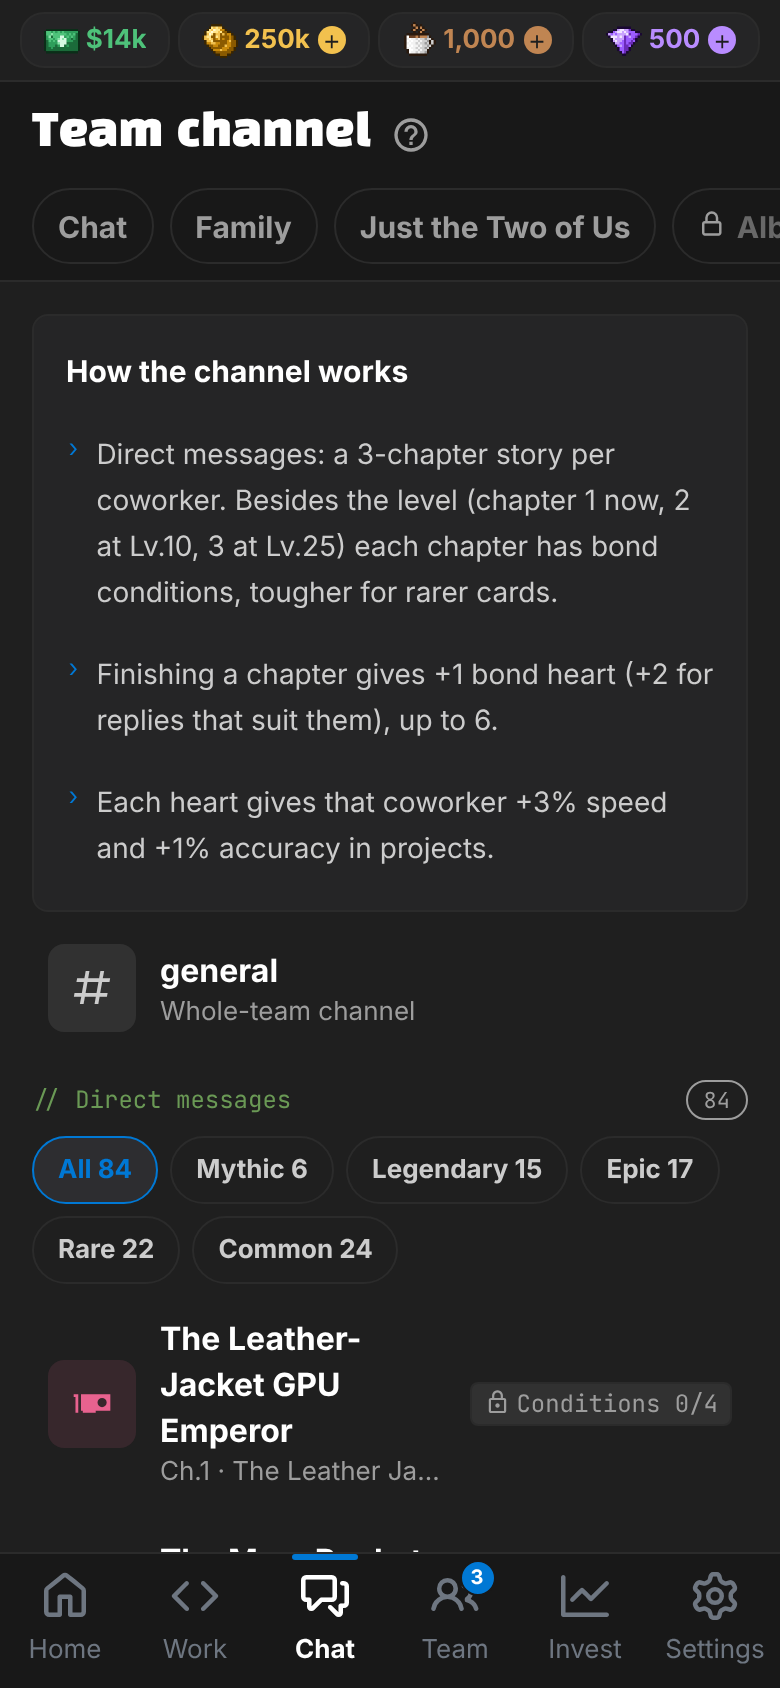 $14k 250k + 1,000 + 500 +
Team channel ?
Chat Family Just the Two of Us Alb
How the channel works
› Direct messages: a 3-chapter story per
coworker. Besides the level (chapter 1 now, 2
at Lv.10, 3 at Lv.25) each chapter has bond
conditions, tougher for rarer cards.
› Finishing a chapter gives +1 bond heart (+2 for
replies that suit them), up to 6.
› Each heart gives that coworker +3% speed
and +1% accuracy in projects.
# general
Whole-team channel
// Direct messages 84
All 84 Mythic 6 Legendary 15 Epic 17
Rare 22 Common 24
The Leather-
Jacket GPU
Emperor
Conditions 0/4
Ch.1 · The Leather Ja...
3
Home Work Chat Team Invest Settings